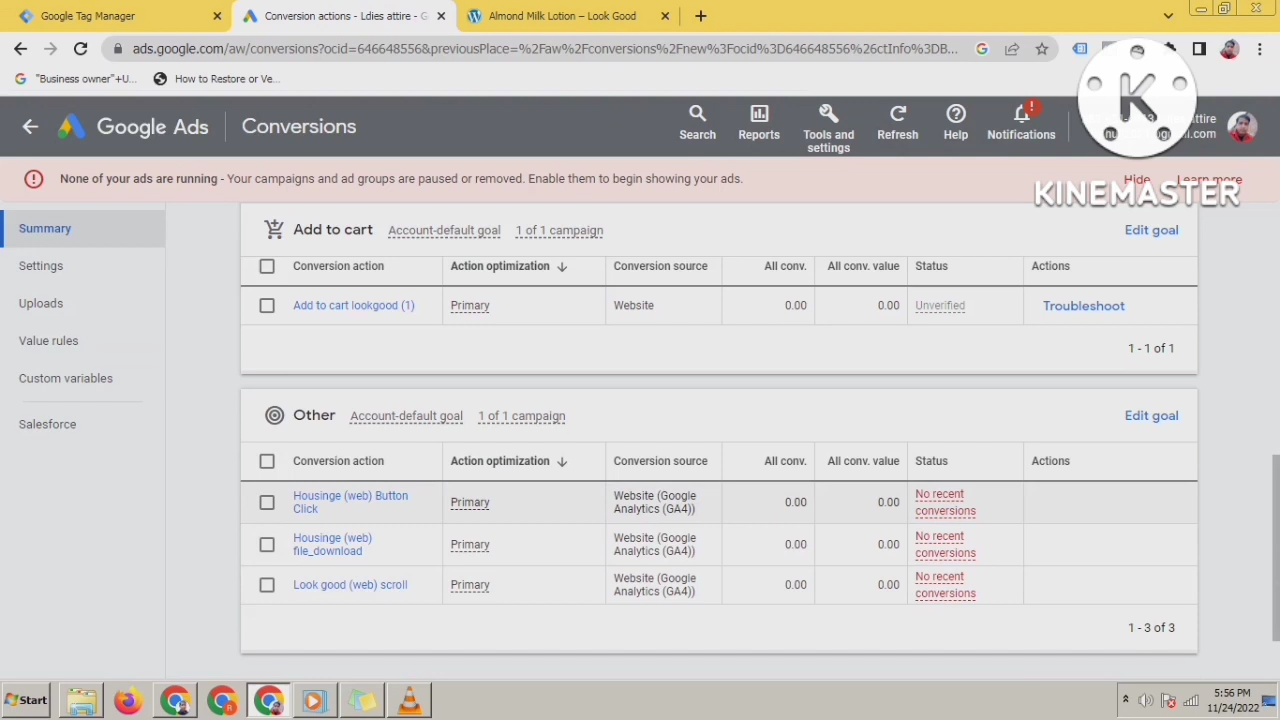 Google Tag Manager
Conversion actions - Ldies attire - G
Almond Milk Lotion – Look Good
ads.google.com/aw/conversions?ocid=646648556&previousPlace=%2Faw%2Fconversions%2Fnew%3Focid%3D646648556%26ctInfo%3DB...
"Business owner"+U...
How to Restore or Ve...
Google Ads
Conversions
Search
Reports
Tools and settings
Refresh
Help
Notifications
attire
K
None of your ads are running - Your campaigns and ad groups are paused or removed. Enable them to begin showing your ads.
Hide
Learn more
KINEMASTER
Summary
Settings
Uploads
Value rules
Custom variables
Salesforce
Add to cart Account-default goal 1 of 1 campaign Edit goal
Conversion action Action optimization Conversion source All conv. All conv. value Status Actions
Add to cart lookgood (1) Primary Website 0.00 0.00 Unverified Troubleshoot
1 - 1 of 1
Other Account-default goal 1 of 1 campaign Edit goal
Conversion action Action optimization Conversion source All conv. All conv. value Status Actions
Housinge (web) Button Click Primary Website (Google Analytics (GA4)) 0.00 0.00 No recent conversions
Housinge (web) file_download Primary Website (Google Analytics (GA4)) 0.00 0.00 No recent conversions
Look good (web) scroll Primary Website (Google Analytics (GA4)) 0.00 0.00 No recent conversions
1 - 3 of 3
Start
5:56 PM
11/24/2022